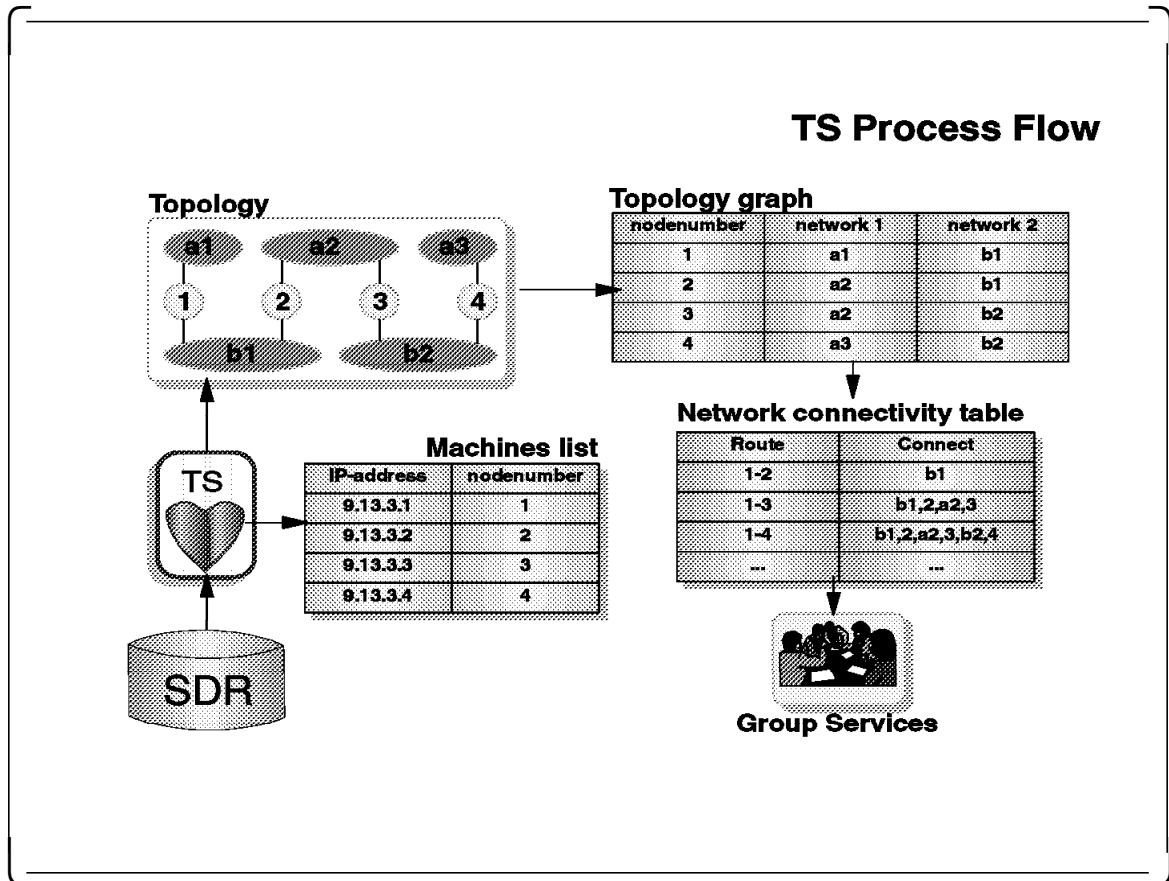 TS Process Flow
Topology
a1 a2 a3
1 2 3 4
b1 b2
Topology graph
nodenumber network 1 network 2
1 a1 b1
2 a2 b1
3 a2 b2
4 a3 b2
Network connectivity table
Route Connect
1-2 b1
1-3 b1,2,a2,3
1-4 b1,2,a2,3,b2,4
... ...
Machines list
IP-address nodenumber
9.13.3.1 1
9.13.3.2 2
9.13.3.3 3
9.13.3.4 4
TS
SDR
Group Services